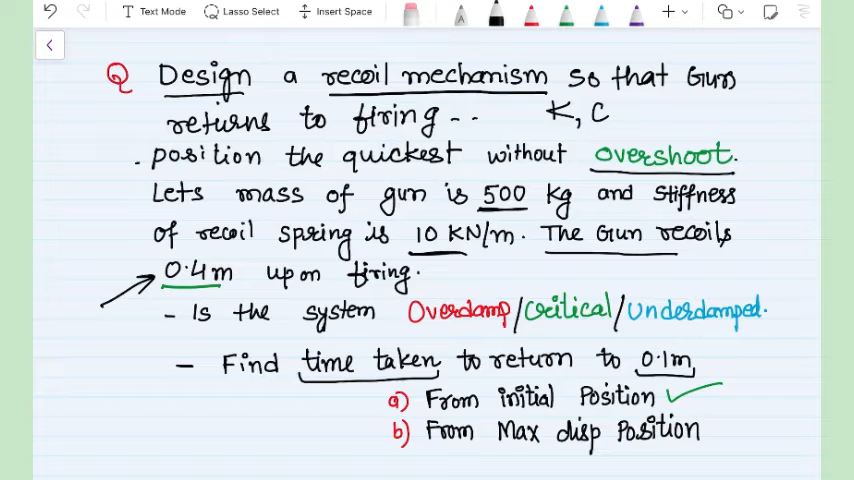 Text Mode Lasso Select Insert Space
Q Design a recoil mechanism so that Gun
returns to firing .. K, C
position the quickest without overshoot.
Lets mass of gun is 500 kg and stiffness
of recoil spring is 10 KN/m. The Gun recoils
0.4m upon firing.
- Is the system Overdamp/Critical/Underdamped.
- Find time taken to return to 0.1m
a) From initial Position
b) From Max disp Position